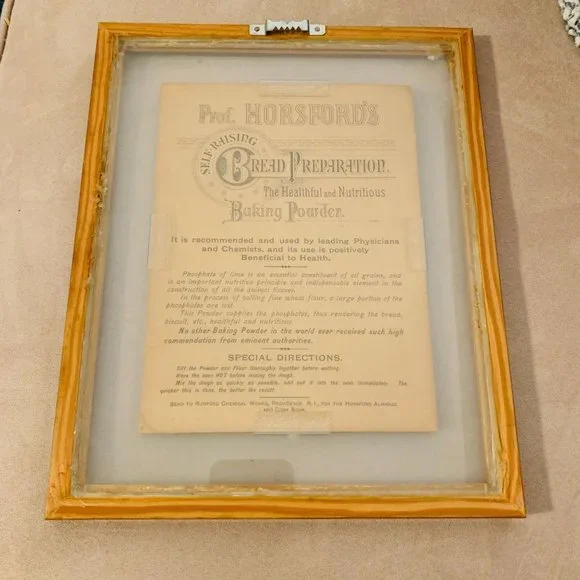 Prof. HORSFORD'S
SELF-RAISING
BREAD PREPARATION.
The Healthful and Nutritious
Baking Powder.
It is recommended and used by leading Physicians
and Chemists, and its use is positively
Beneficial to Health.
Phosphate of lime is an essential constituent of all grains, and
is an important nutritive principle and indispensable element in the
construction of all the animal tissues.
In the process of bolting fine wheat flour, a large portion of the
phosphates are lost.
This Powder supplies the phosphates, thus rendering the bread,
biscuit, etc., healthful and nutritious.
No other Baking Powder in the world ever received such high
commendation from eminent authorities.
SPECIAL DIRECTIONS.
Sift the Powder and Flour thoroughly together before wetting.
Have the oven HOT before mixing the dough.
Mix the dough as quickly as possible, and put it into the oven immediately. The
quicker this is done, the better the result.
Send to Rumford Chemical Works, Providence, R. I., for the Horsford Almanac
and Cook Book.